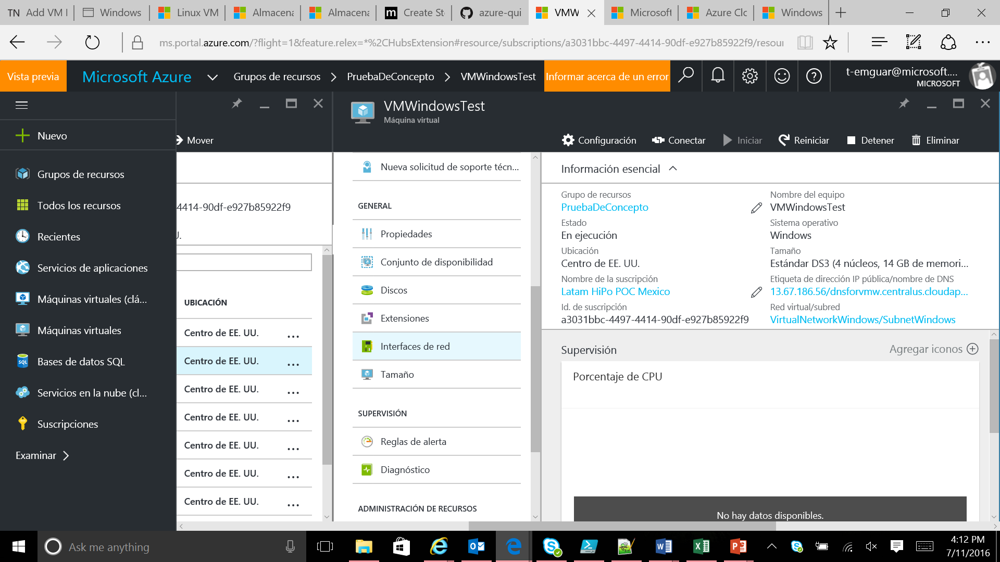 TN Add VM I
Windows
Linux VM
Almacena
Almacena
m Create St
azure-qui
VMW
Microsoft
Azure Clo
Windows
ms.portal.azure.com/?flight=1&feature.relex=*%2CHubsExtension#resource/subscriptions/a3031bbc-4497-4414-90df-e927b85922f9/resour
Vista previa
Microsoft Azure
Grupos de recursos > PruebaDeConcepto > VMWindowsTest
Informar acerca de un error
t-emguar@microsoft....
MICROSOFT
Nuevo
Grupos de recursos
Todos los recursos
Recientes
Servicios de aplicaciones
Máquinas virtuales (clá...
Máquinas virtuales
SQL
Bases de datos SQL
Servicios en la nube (cl...
Suscripciones
Examinar >
Mover
4414-90df-e927b85922f9
U.
UBICACIÓN
Centro de EE. UU. ...
Centro de EE. UU. ...
Centro de EE. UU. ...
Centro de EE. UU. ...
Centro de EE. UU. ...
Centro de EE. UU. ...
Centro de EE. UU. ...
VMWindowsTest
Máquina virtual
Configuración
Conectar
Iniciar
Reiniciar
Detener
Eliminar
Nueva solicitud de soporte técn...
GENERAL
Propiedades
Conjunto de disponibilidad
Discos
Extensiones
Interfaces de red
Tamaño
SUPERVISIÓN
Reglas de alerta
Diagnóstico
ADMINISTRACIÓN DE RECURSOS
Información esencial
Grupo de recursos
PruebaDeConcepto
Estado
En ejecución
Ubicación
Centro de EE. UU.
Nombre de la suscripción
Latam HiPo POC Mexico
Id. de suscripción
a3031bbc-4497-4414-90df-e927b85922f9
Nombre del equipo
VMWindowsTest
Sistema operativo
Windows
Tamaño
Estándar DS3 (4 núcleos, 14 GB de memori...
Etiqueta de dirección IP pública/nombre de DNS
13.67.186.56/dnsforvmw.centralus.cloudap...
Red virtual/subred
VirtualNetworkWindows/SubnetWindows
Supervisión
Agregar iconos
Porcentaje de CPU
No hay datos disponibles.
Ask me anything
4:12 PM
7/11/2016